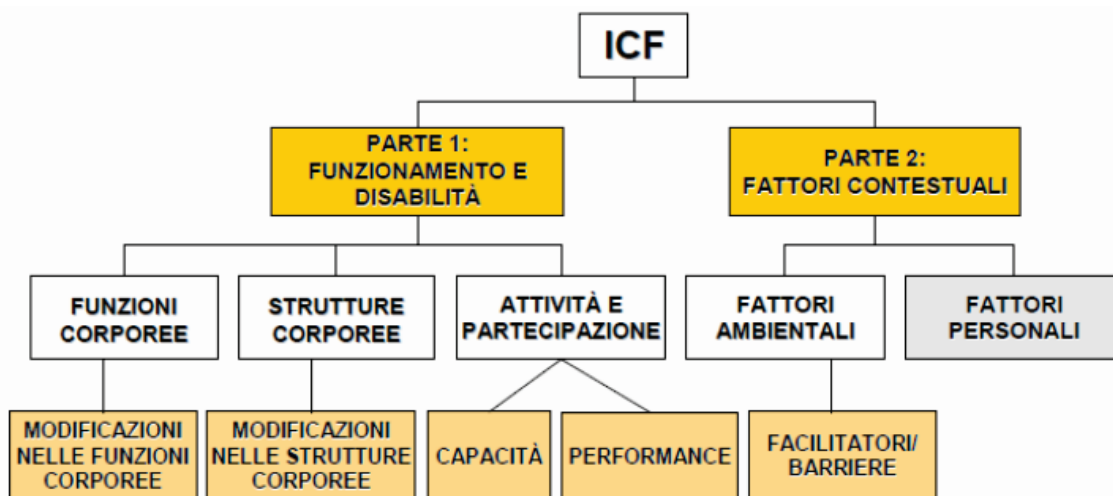 ICF
PARTE 1:
FUNZIONAMENTO E
DISABILITÀ
PARTE 2:
FATTORI CONTESTUALI
FUNZIONI
CORPOREE
STRUTTURE
CORPOREE
ATTIVITÀ E
PARTECIPAZIONE
FATTORI
AMBIENTALI
FATTORI
PERSONALI
MODIFICAZIONI
NELLE FUNZIONI
CORPOREE
MODIFICAZIONI
NELLE STRUTTURE
CORPOREE
CAPACITÀ
PERFORMANCE
FACILITATORI/
BARRIERE